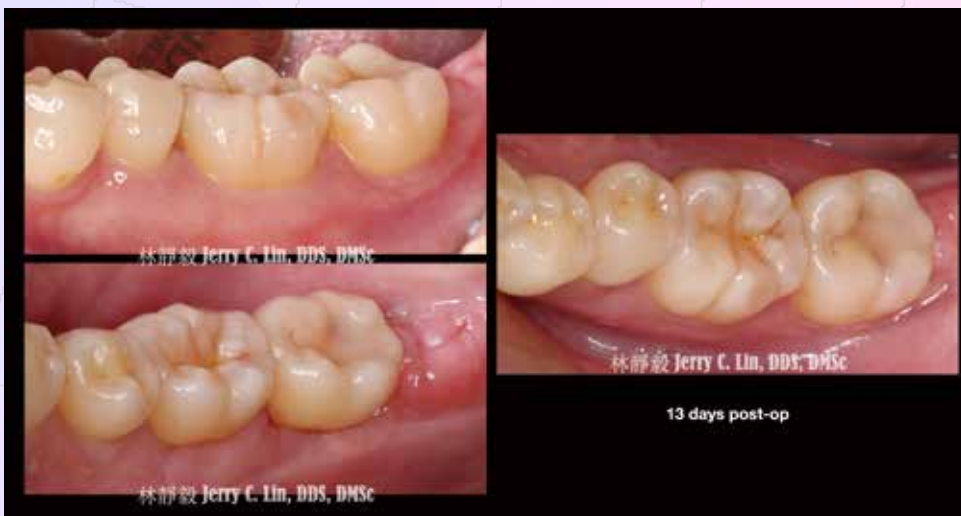 林靜毅 Jerry C. Lin, DDS, DMSc
林靜毅 Jerry C. Lin, DDS, DMSc
林靜毅 Jerry C. Lin, DDS, DMSc
13 days post-op